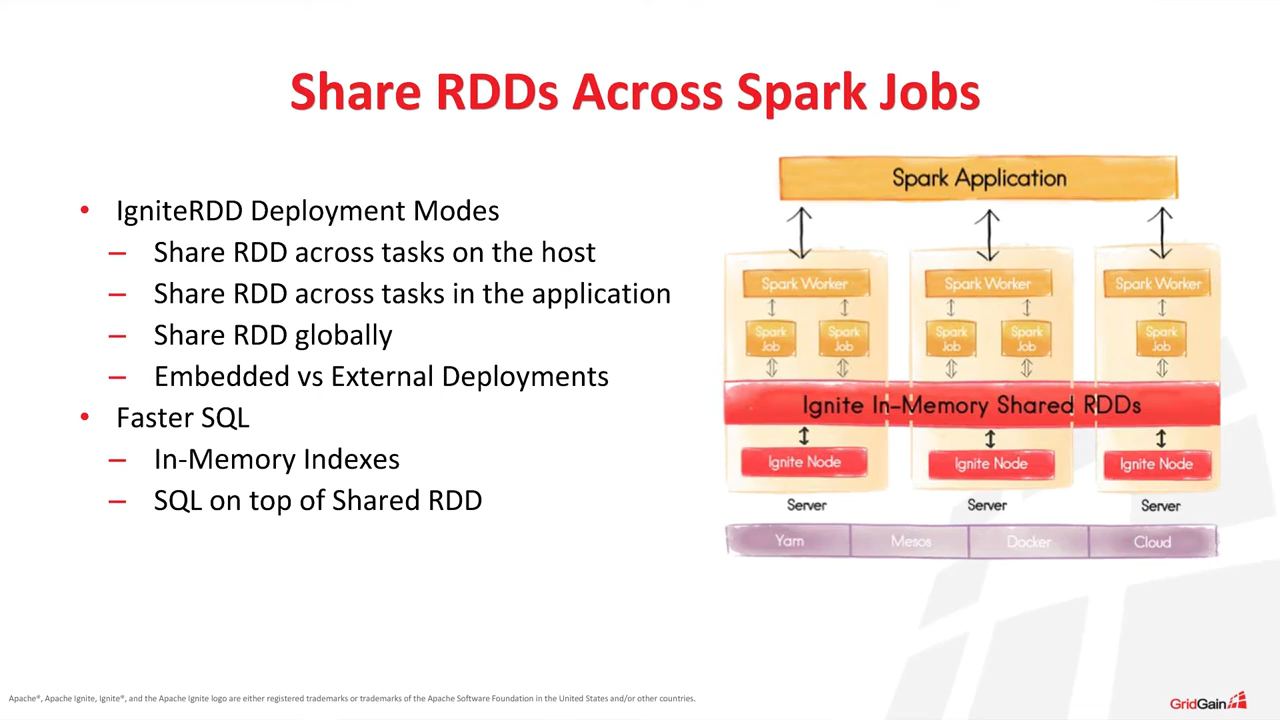 Share RDDs Across Spark Jobs
• IgniteRDD Deployment Modes
– Share RDD across tasks on the host
– Share RDD across tasks in the application
– Share RDD globally
– Embedded vs External Deployments
• Faster SQL
– In-Memory Indexes
– SQL on top of Shared RDD
Spark Application
Spark Worker
Spark Worker
Spark Worker
Spark
Job
Spark
Job
Spark
Job
Spark
Job
Spark
Job
Ignite In-Memory Shared RDDs
Ignite Node
Ignite Node
Ignite Node
Server
Server
Server
Yarn
Mesos
Docker
Cloud
Apache®, Apache Ignite, Ignite®, and the Apache Ignite logo are either registered trademarks or trademarks of the Apache Software Foundation in the United States and/or other countries.
GridGain